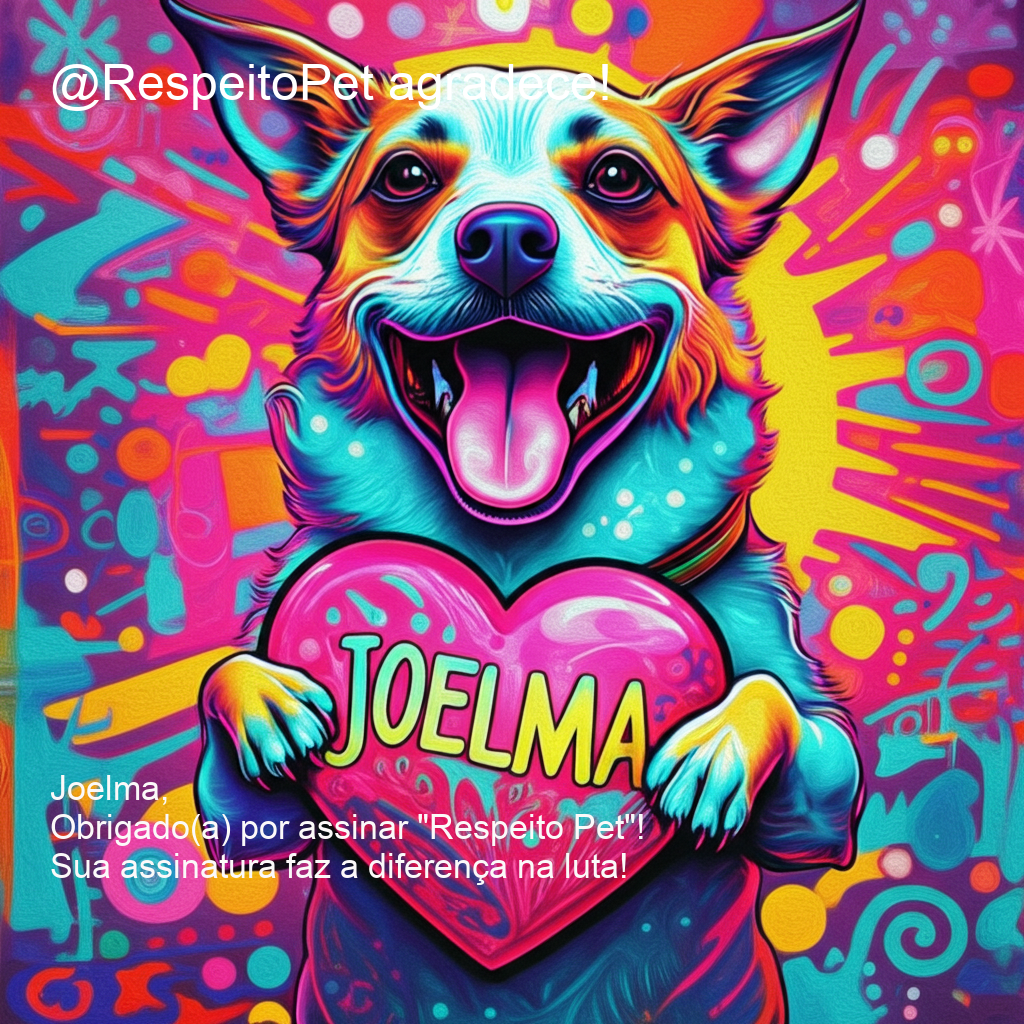 @RespeitoPet agradece!
JOELMA
Joelma,
Obrigado(a) por assinar "Respeito Pet"!
Sua assinatura faz a diferença na luta!